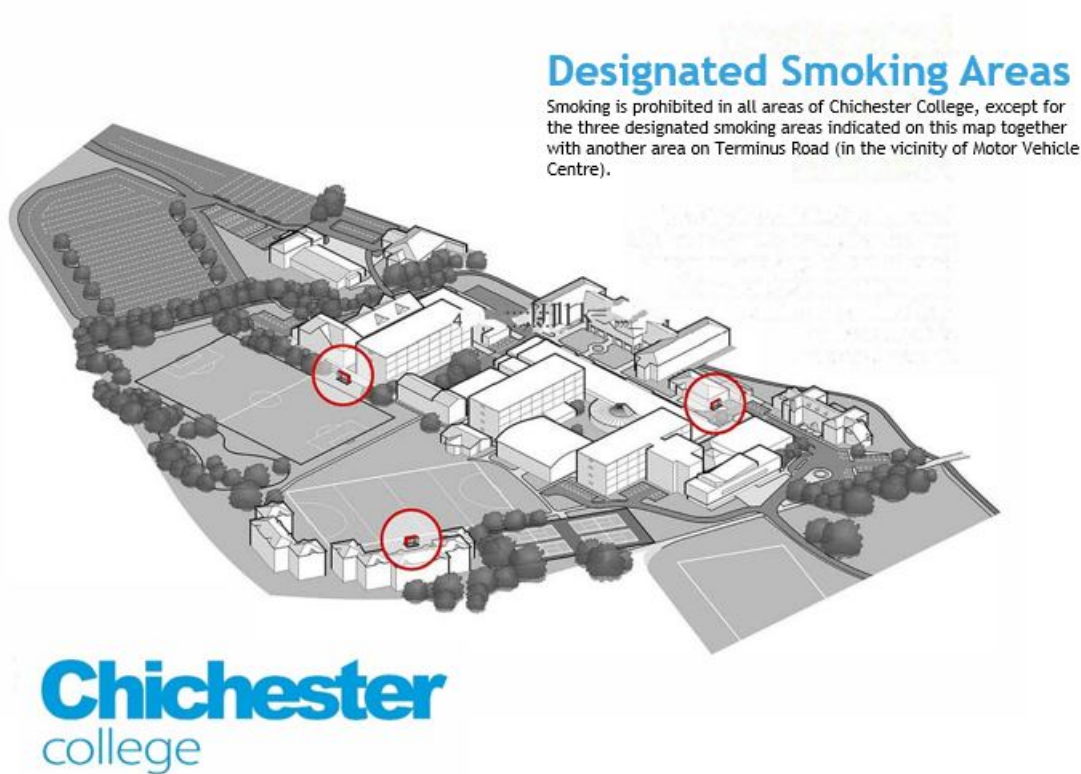 Designated Smoking Areas
Smoking is prohibited in all areas of Chichester College, except for
the three designated smoking areas indicated on this map together
with another area on Terminus Road (in the vicinity of Motor Vehicle
Centre).
4
Chichester
college